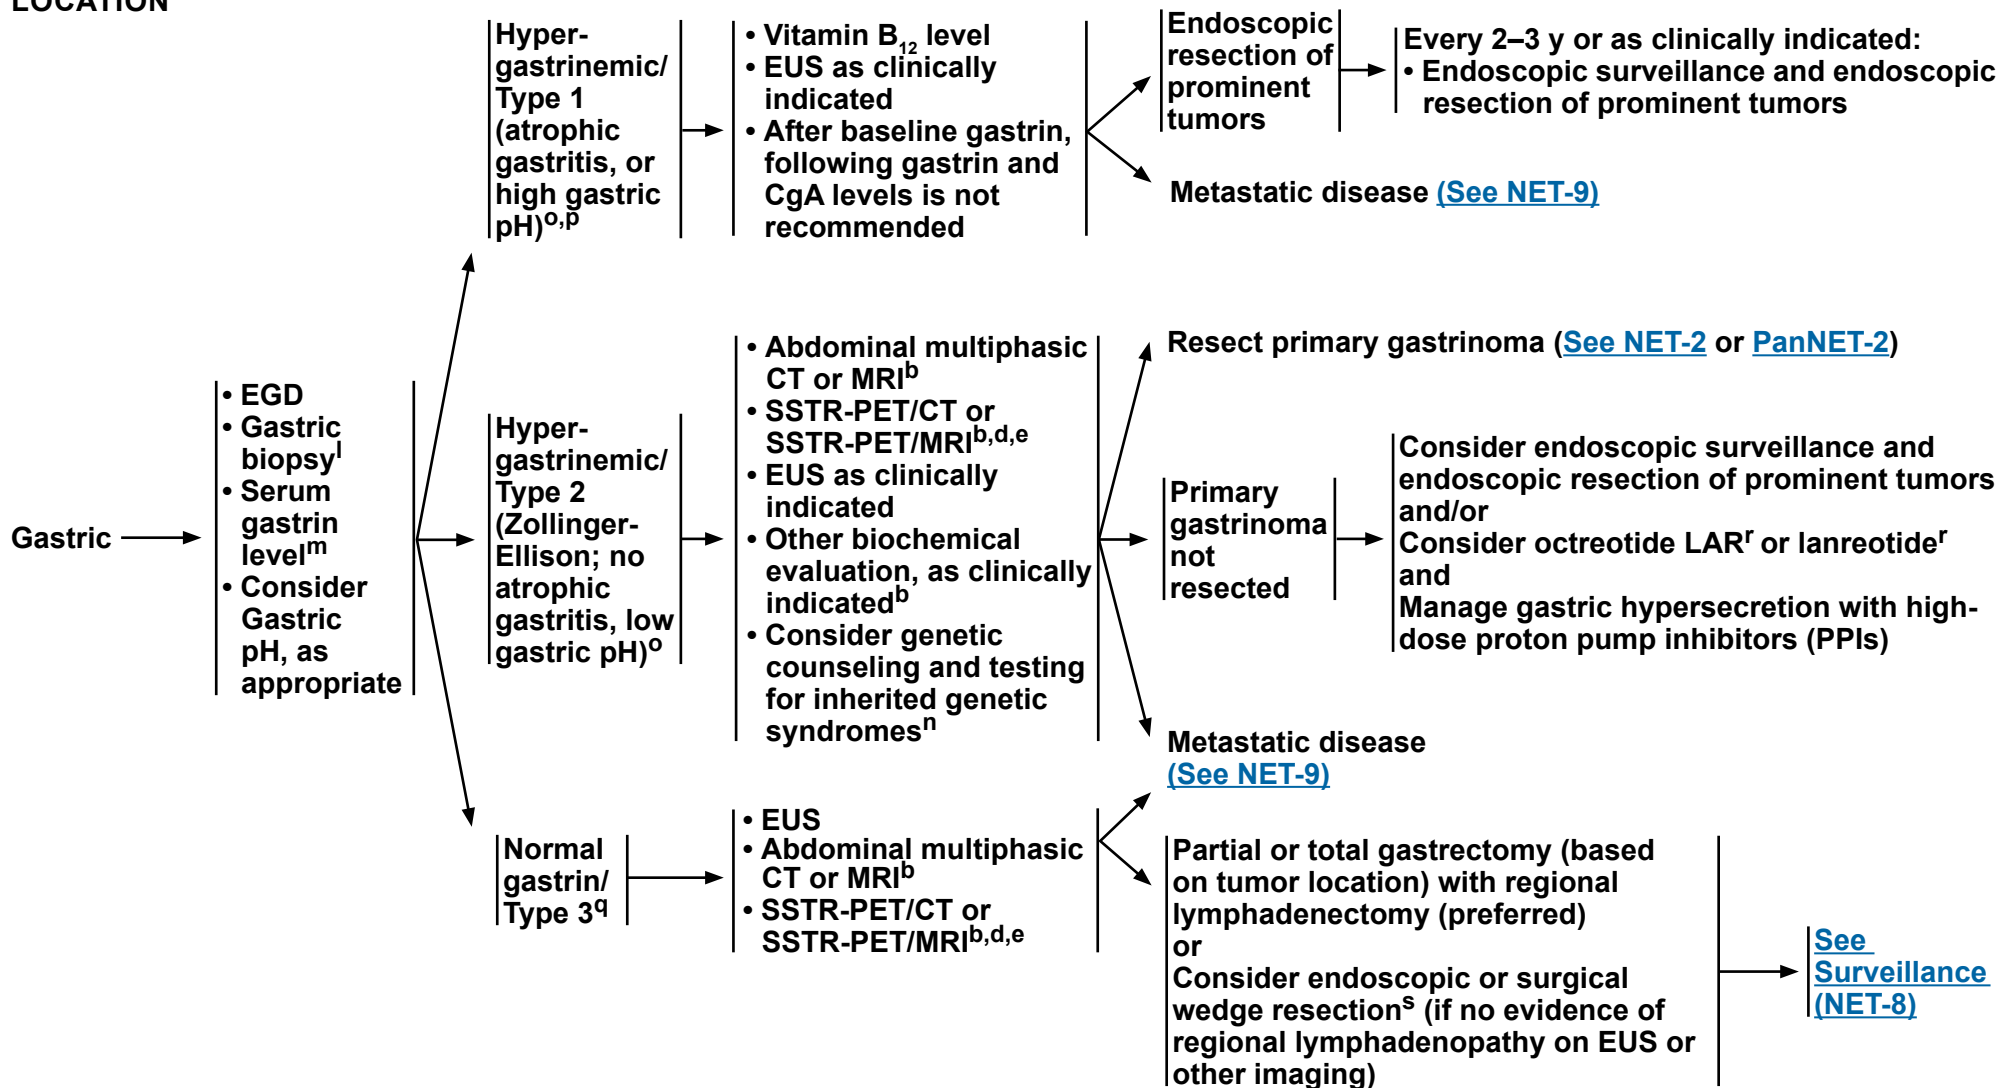 LOCATION
Gastric
• EGD
• Gastric
biopsyl
• Serum
gastrin
levelm
• Consider
Gastric
pH, as
appropriate
Hyper-
gastrinemic/
Type 1
(atrophic
gastritis, or
high gastric
pH)o,p
• Vitamin B12 level
• EUS as clinically
indicated
• After baseline gastrin,
following gastrin and
CgA levels is not
recommended
Endoscopic
resection of
prominent
tumors
Every 2–3 y or as clinically indicated:
• Endoscopic surveillance and endoscopic
resection of prominent tumors
Metastatic disease (See NET-9)
Hyper-
gastrinemic/
Type 2
(Zollinger-
Ellison; no
atrophic
gastritis, low
gastric pH)o
• Abdominal multiphasic
CT or MRIb
• SSTR-PET/CT or
SSTR-PET/MRIb,d,e
• EUS as clinically
indicated
• Other biochemical
evaluation, as clinically
indicatedb
• Consider genetic
counseling and testing
for inherited genetic
syndromesn
Resect primary gastrinoma (See NET-2 or PanNET-2)
Primary
gastrinoma
not
resected
Consider endoscopic surveillance and
endoscopic resection of prominent tumors
and/or
Consider octreotide LARr or lanreotider
and
Manage gastric hypersecretion with high-
dose proton pump inhibitors (PPIs)
Metastatic disease
(See NET-9)
Normal
gastrin/
Type 3q
• EUS
• Abdominal multiphasic
CT or MRIb
• SSTR-PET/CT or
SSTR-PET/MRIb,d,e
Partial or total gastrectomy (based
on tumor location) with regional
lymphadenectomy (preferred)
or
Consider endoscopic or surgical
wedge resections (if no evidence of
regional lymphadenopathy on EUS or
other imaging)
See
Surveillance
(NET-8)